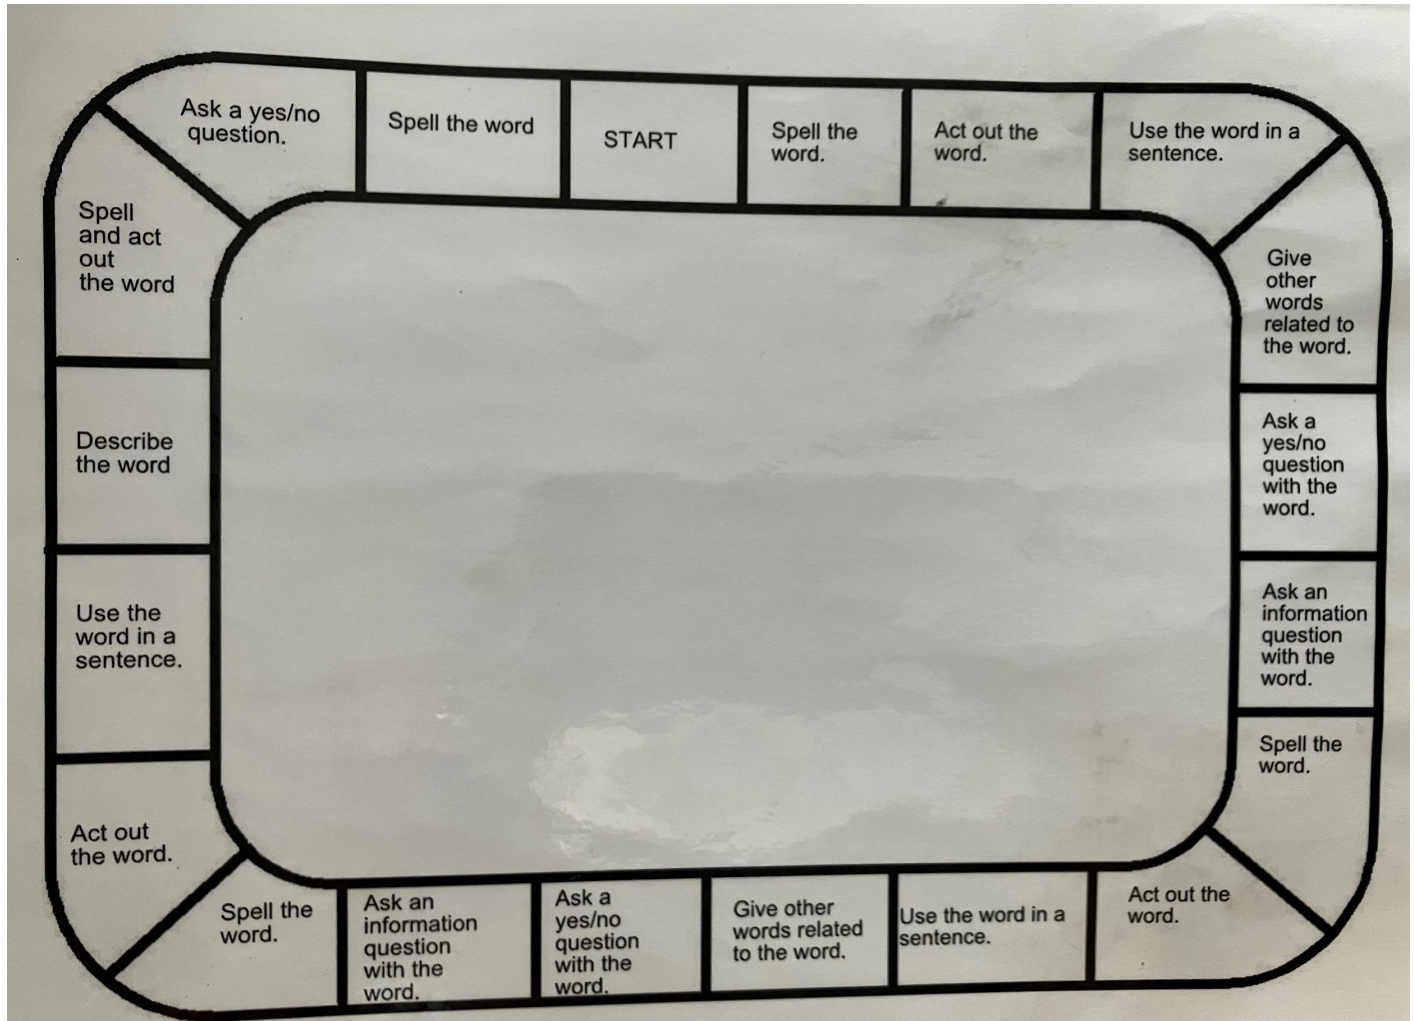 Ask a yes/no
question.
Spell the word
START
Spell the
word.
Act out the
word.
Use the word in a
sentence.
Give
other
words
related to
the word.
Ask a
yes/no
question
with the
word.
Ask an
information
question
with the
word.
Spell the
word.
Act out the
word.
Use the word in a
sentence.
Give other
words related
to the word.
Ask a
yes/no
question
with the
word.
Ask an
information
question
with the
word.
Spell the
word.
Act out
the word.
Use the
word in a
sentence.
Describe
the word
Spell
and act
out
the word